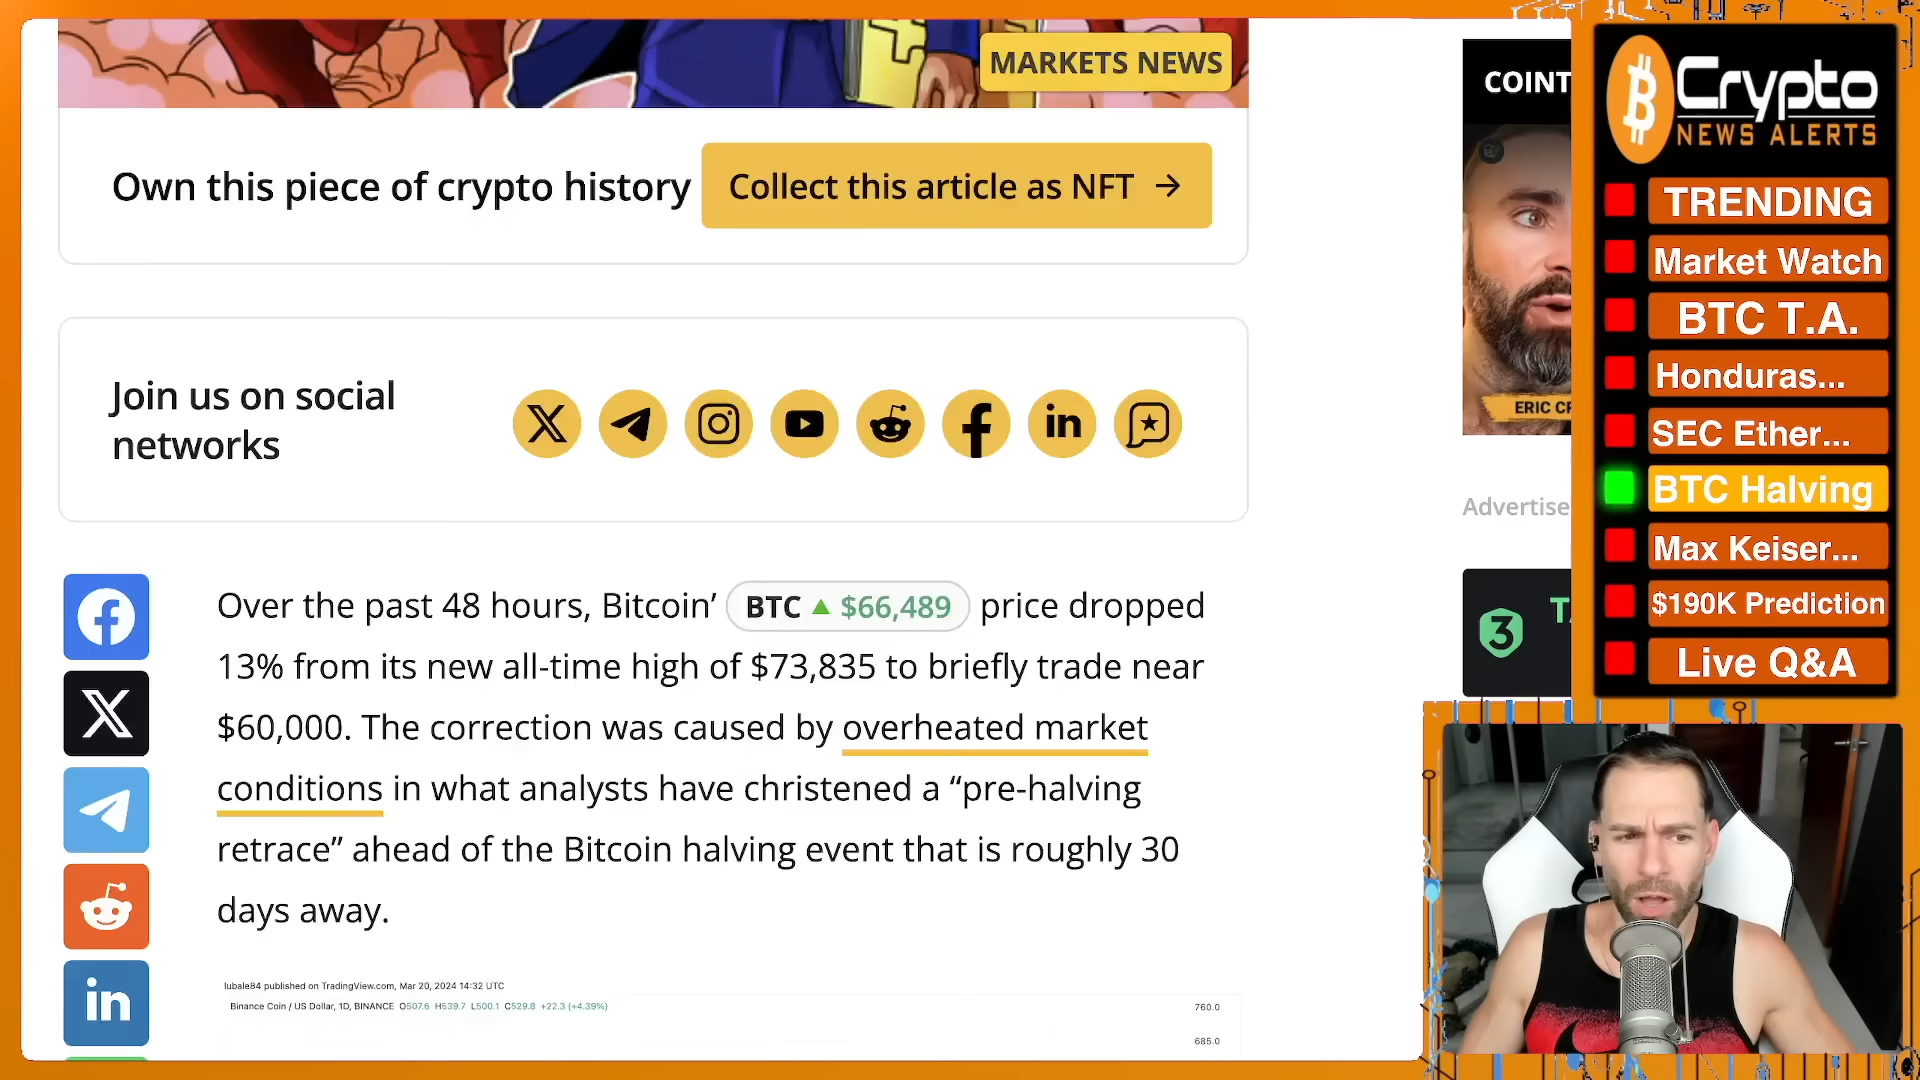 MARKETS NEWS
Own this piece of crypto history
Collect this article as NFT →
Join us on social
networks
Over the past 48 hours, Bitcoin’ BTC ▲ $66,489 price dropped
13% from its new all-time high of $73,835 to briefly trade near
$60,000. The correction was caused by overheated market
conditions in what analysts have christened a “pre-halving
retrace” ahead of the Bitcoin halving event that is roughly 30
days away.
lubale84 published on TradingView.com, Mar 20, 2024 14:32 UTC
Binance Coin / US Dollar, 1D, BINANCE O507.6 H539.7 L500.1 C529.8 +22.3 (+4.39%)
760.0
685.0
COINT
ERIC CR
Advertise
3
Crypto
NEWS ALERTS
TRENDING
Market Watch
BTC T.A.
Honduras...
SEC Ether...
BTC Halving
Max Keiser...
$190K Prediction
Live Q&A